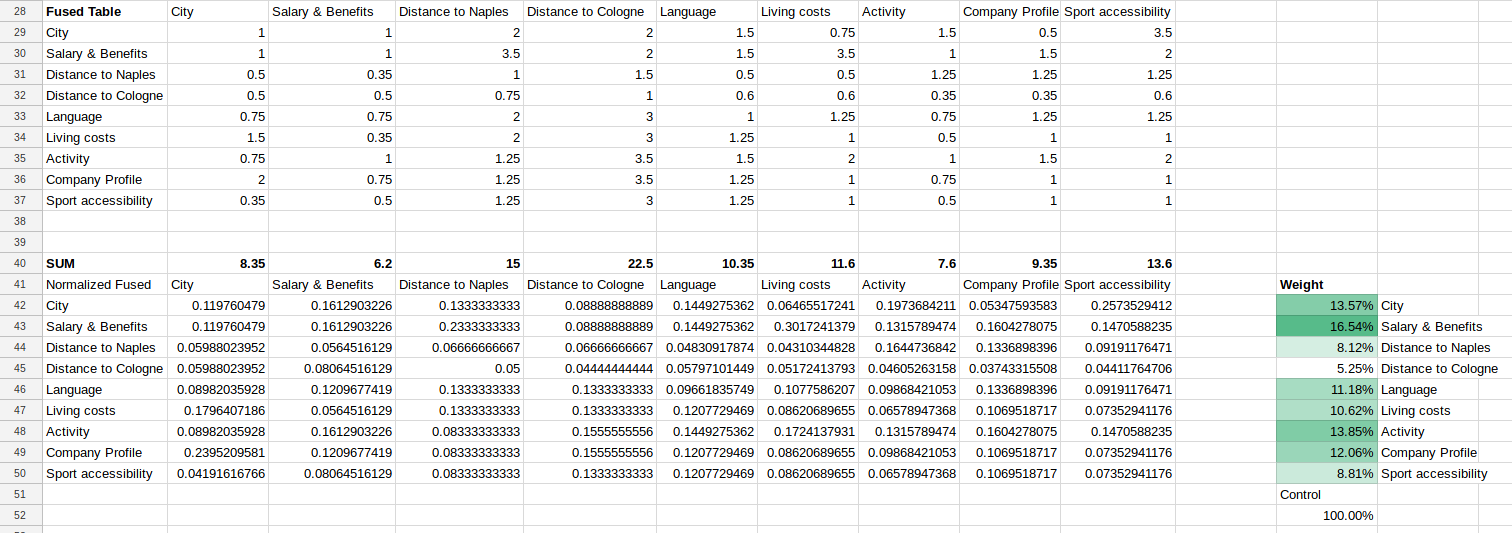 28 Fused Table City Salary & Benefits Distance to Naples Distance to Cologne Language Living costs Activity Company Profile Sport accessibility
29 City 1 1 2 2 1.5 0.75 1.5 0.5 3.5
30 Salary & Benefits 1 1 3.5 2 1.5 3.5 1 1.5 2
31 Distance to Naples 0.5 0.35 1 1.5 0.5 0.5 1.25 1.25 1.25
32 Distance to Cologne 0.5 0.5 0.75 1 0.6 0.6 0.35 0.35 0.6
33 Language 0.75 0.75 2 3 1 1.25 0.75 1.25 1.25
34 Living costs 1.5 0.35 2 3 1.25 1 0.5 1 1
35 Activity 0.75 1 1.25 3.5 1.5 2 1 1.5 2
36 Company Profile 2 0.75 1.25 3.5 1.25 1 0.75 1 1
37 Sport accessibility 0.35 0.5 1.25 3 1.25 1 0.5 1 1
38
39
40 SUM 8.35 6.2 15 22.5 10.35 11.6 7.6 9.35 13.6
41 Normalized Fused City Salary & Benefits Distance to Naples Distance to Cologne Language Living costs Activity Company Profile Sport accessibility Weight
42 City 0.119760479 0.1612903226 0.1333333333 0.08888888889 0.1449275362 0.06465517241 0.1973684211 0.05347593583 0.2573529412 13.57% City
43 Salary & Benefits 0.119760479 0.1612903226 0.2333333333 0.08888888889 0.1449275362 0.3017241379 0.1315789474 0.1604278075 0.1470588235 16.54% Salary & Benefits
44 Distance to Naples 0.05988023952 0.0564516129 0.06666666667 0.06666666667 0.04830917874 0.04310344828 0.1644736842 0.1336898396 0.09191176471 8.12% Distance to Naples
45 Distance to Cologne 0.05988023952 0.08064516129 0.05 0.04444444444 0.05797101449 0.05172413793 0.04605263158 0.03743315508 0.04411764706 5.25% Distance to Cologne
46 Language 0.08982035928 0.1209677419 0.1333333333 0.1333333333 0.09661835749 0.1077586207 0.09868421053 0.1336898396 0.09191176471 11.18% Language
47 Living costs 0.1796407186 0.0564516129 0.1333333333 0.1333333333 0.1207729469 0.08620689655 0.06578947368 0.1069518717 0.07352941176 10.62% Living costs
48 Activity 0.08982035928 0.1612903226 0.08333333333 0.1555555556 0.1449275362 0.1724137931 0.1315789474 0.1604278075 0.1470588235 13.85% Activity
49 Company Profile 0.2395209581 0.1209677419 0.08333333333 0.1555555556 0.1207729469 0.08620689655 0.09868421053 0.1069518717 0.07352941176 12.06% Company Profile
50 Sport accessibility 0.04191616766 0.08064516129 0.08333333333 0.1333333333 0.1207729469 0.08620689655 0.06578947368 0.1069518717 0.07352941176 8.81% Sport accessibility
51 Control
52 100.00%